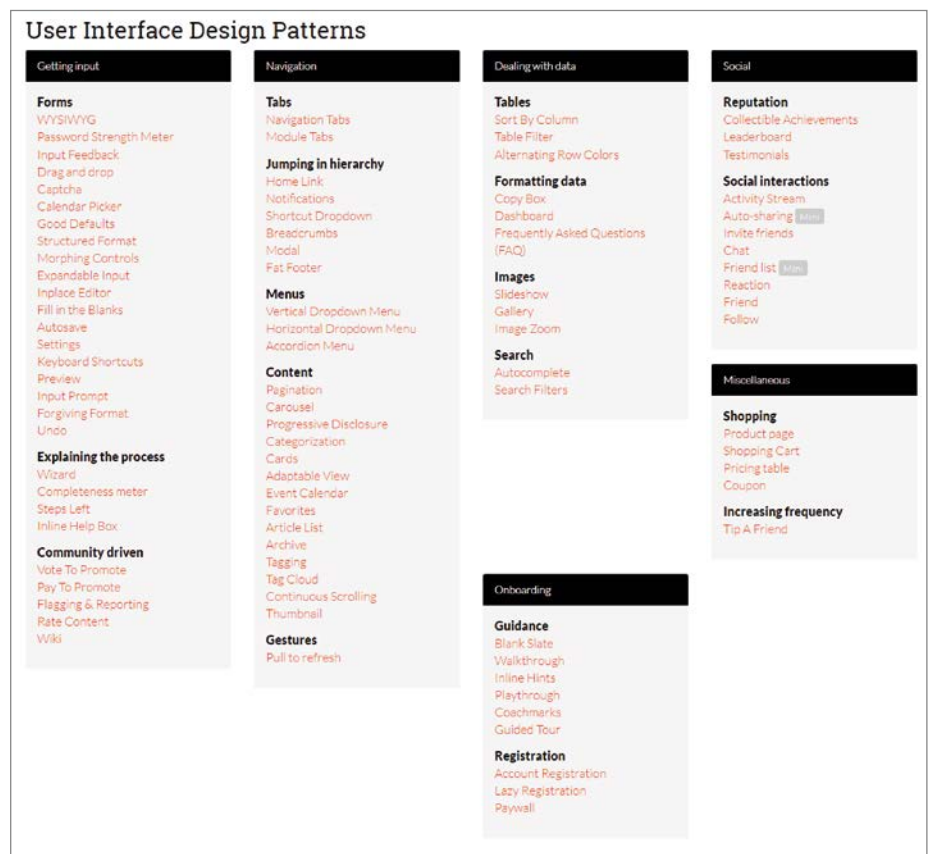 User Interface Design Patterns
Getting input
Forms
WYSIWYG
Password Strength Meter
Input Feedback
Drag and drop
Captcha
Calendar Picker
Good Defaults
Structured Format
Morphing Controls
Expandable Input
Inplace Editor
Fill in the Blanks
Autosave
Settings
Keyboard Shortcuts
Preview
Input Prompt
Forgiving Format
Undo
Explaining the process
Wizard
Completeness meter
Steps Left
Inline Help Box
Community driven
Vote To Promote
Pay To Promote
Flagging & Reporting
Rate Content
Wiki
Navigation
Tabs
Navigation Tabs
Module Tabs
Jumping in hierarchy
Home Link
Notifications
Shortcut Dropdown
Breadcrumbs
Modal
Fat Footer
Menus
Vertical Dropdown Menu
Horizontal Dropdown Menu
Accordion Menu
Content
Pagination
Carousel
Progressive Disclosure
Categorization
Cards
Adaptable View
Event Calendar
Favorites
Article List
Archive
Tagging
Tag Cloud
Continuous Scrolling
Thumbnail
Gestures
Pull to refresh
Dealing with data
Tables
Sort By Column
Table Filter
Alternating Row Colors
Formatting data
Copy Box
Dashboard
Frequently Asked Questions
(FAQ)
Images
Slideshow
Gallery
Image Zoom
Search
Autocomplete
Search Filters
Onboarding
Guidance
Blank Slate
Walkthrough
Inline Hints
Playthrough
Coachmarks
Guided Tour
Registration
Account Registration
Lazy Registration
Paywall
Social
Reputation
Collectible Achievements
Leaderboard
Testimonials
Social interactions
Activity Stream
Auto-sharing Mini
Invite friends
Chat
Friend list Mini
Reaction
Friend
Follow
Miscellaneous
Shopping
Product page
Shopping Cart
Pricing table
Coupon
Increasing frequency
Tip A Friend